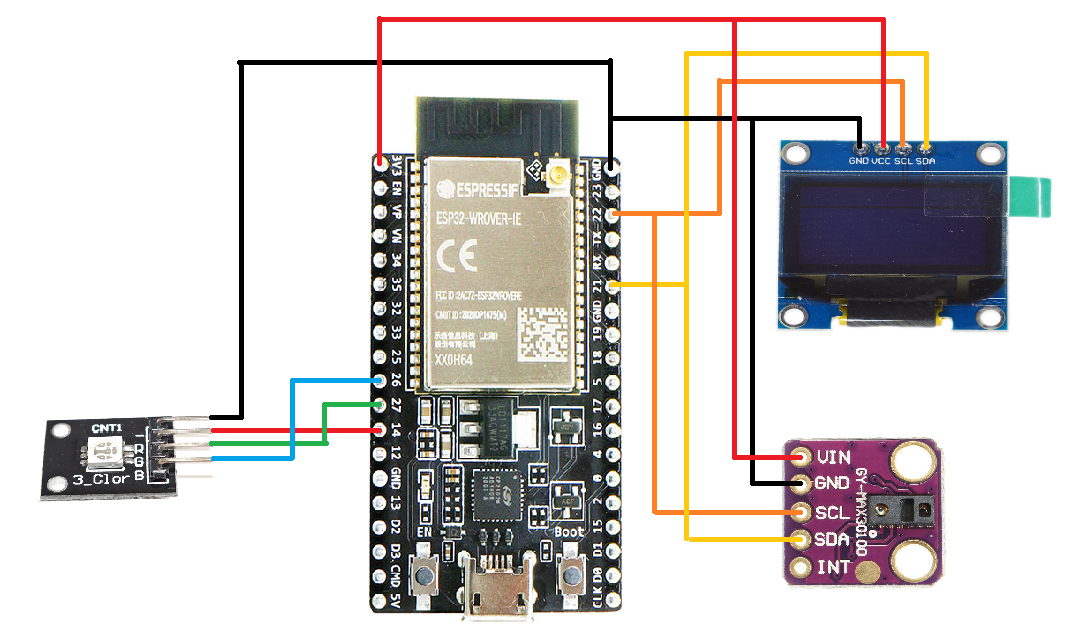 GND VCC SCL SDA
3V3
EN
VP
VN
34
35
32
33
25
26
27
14
12
GND
13
D2
D3
CMD
5V
ESPRESSIF
ESP32-WROVER-IE
CE
FCC ID:2AC7Z-ESP32WROVERE
XX0H64
EN
Boot
GND
23
22
TX
RX
21
GND
19
18
5
17
16
4
0
2
15
D1
D0
CLK
CNT1
3_Clor
-
R
G
B
VIN
GND
SCL
SDA
INT
GY-MAX30100